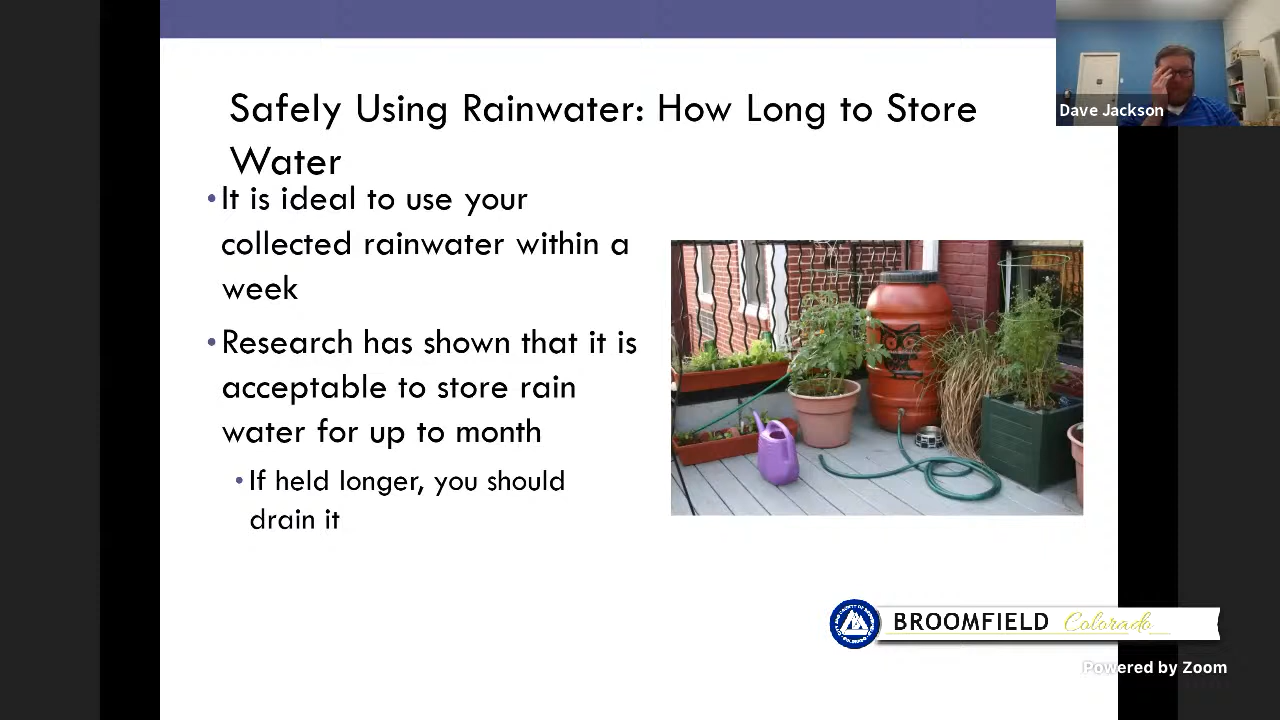 Safely Using Rainwater: How Long to Store
Water
•It is ideal to use your
collected rainwater within a
week
•Research has shown that it is
acceptable to store rain
water for up to month
•If held longer, you should
drain it
Dave Jackson
BROOMFIELD Colorado
Powered by Zoom